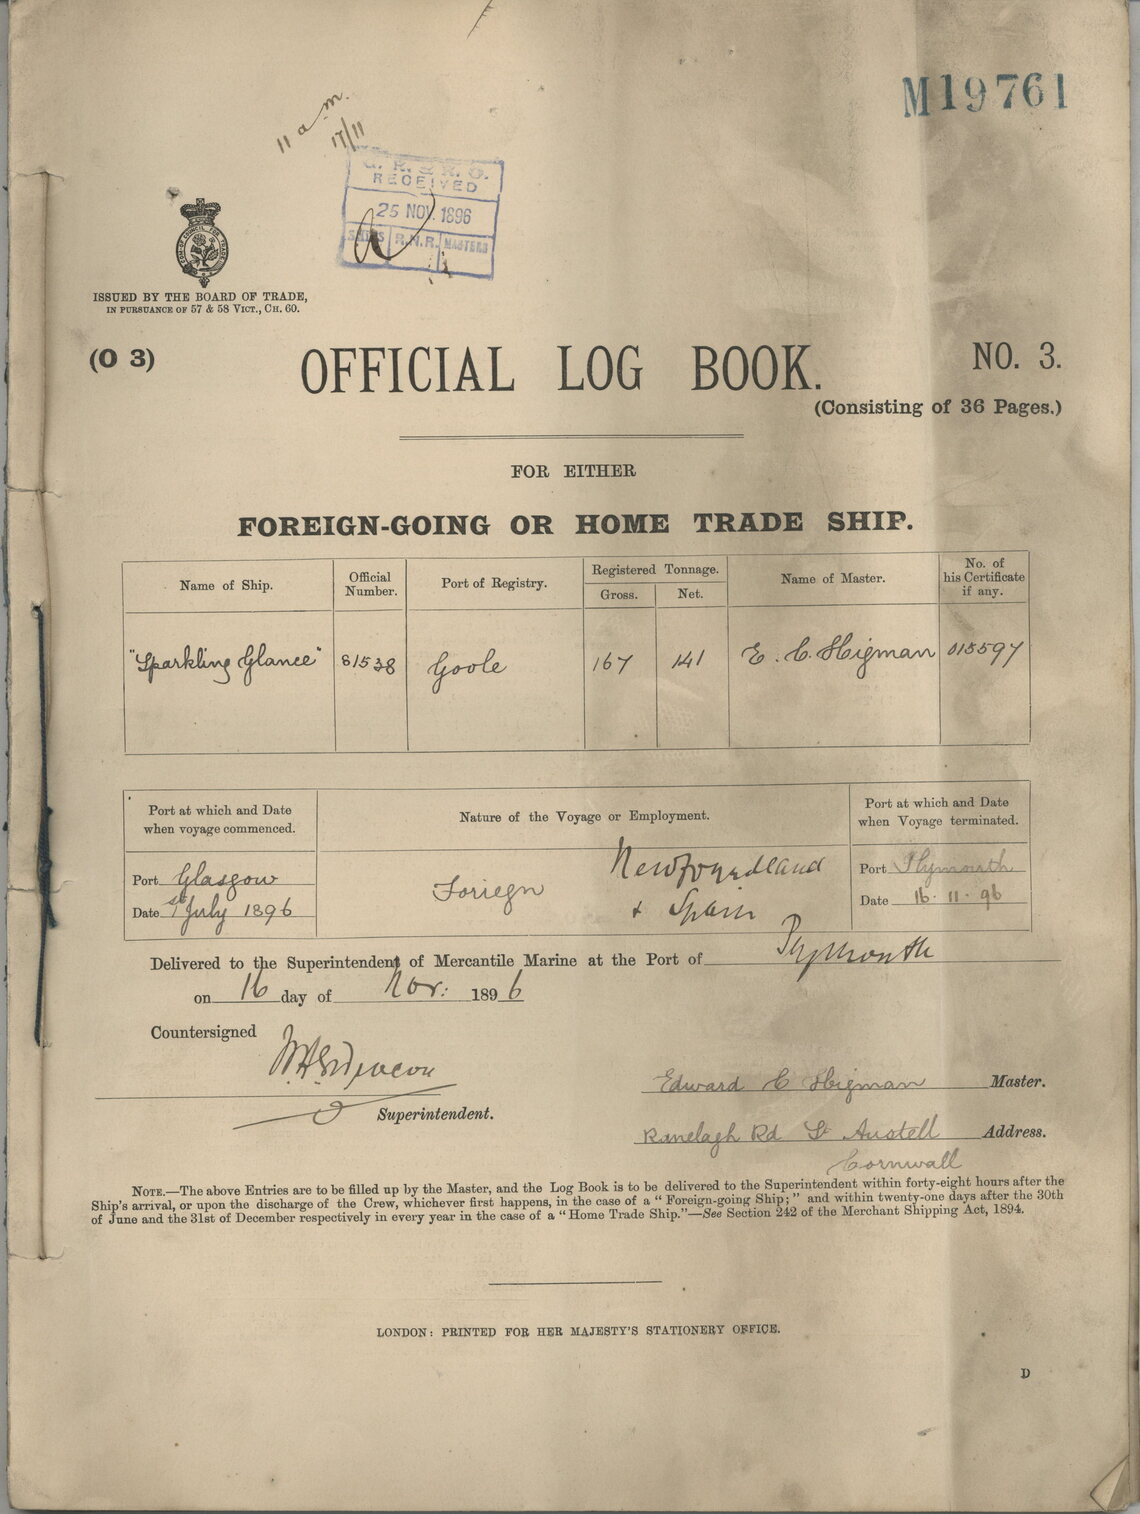 M19761
11 a.m.
17/11
G. R. S & R. O.
RECEIVED
25 NOV. 1896
SHIPS R.N.R. MASTERS
ISSUED BY THE BOARD OF TRADE,
IN PURSUANCE OF 57 & 58 VICT., CH. 60.
(O 3)
OFFICIAL LOG BOOK.
NO. 3.
(Consisting of 36 Pages.)
FOR EITHER
FOREIGN-GOING OR HOME TRADE SHIP.
Name of Ship.
Official Number.
Port of Registry.
Registered Tonnage.
Gross.
Net.
Name of Master.
No. of his Certificate if any.
"Sparkling Glance"
81538
Goole
167
141
E. C. Higman
015597
Port at which and Date
when voyage commenced.
Nature of the Voyage or Employment.
Port at which and Date
when Voyage terminated.
Port Glasgow
Date 1st July 1896
Foriegn
Newfoundland
& Spain
Port Plymouth
Date 16.11.96
Delivered to the Superintendent of Mercantile Marine at the Port of Plymouth
on 16 day of Nov: 1896
Countersigned
Superintendent.
Edward C Higman Master.
Ranelagh Rd St Austell Address.
Cornwall
NOTE.—The above Entries are to be filled up by the Master, and the Log Book is to be delivered to the Superintendent within forty-eight hours after the
Ship's arrival, or upon the discharge of the Crew, whichever first happens, in the case of a "Foreign-going Ship;" and within twenty-one days after the 30th
of June and the 31st of December respectively in every year in the case of a "Home Trade Ship."—See Section 242 of the Merchant Shipping Act, 1894.
LONDON: PRINTED FOR HER MAJESTY'S STATIONERY OFFICE.
D